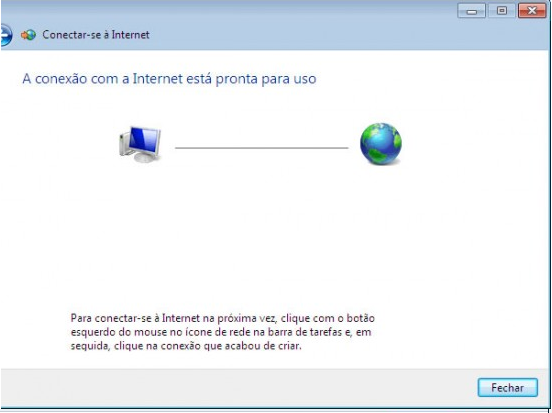 Conectar-se à Internet
A conexão com a Internet está pronta para uso
Para conectar-se à Internet na próxima vez, clique com o botão
esquerdo do mouse no ícone de rede na barra de tarefas e, em
seguida, clique na conexão que acabou de criar.
Fechar